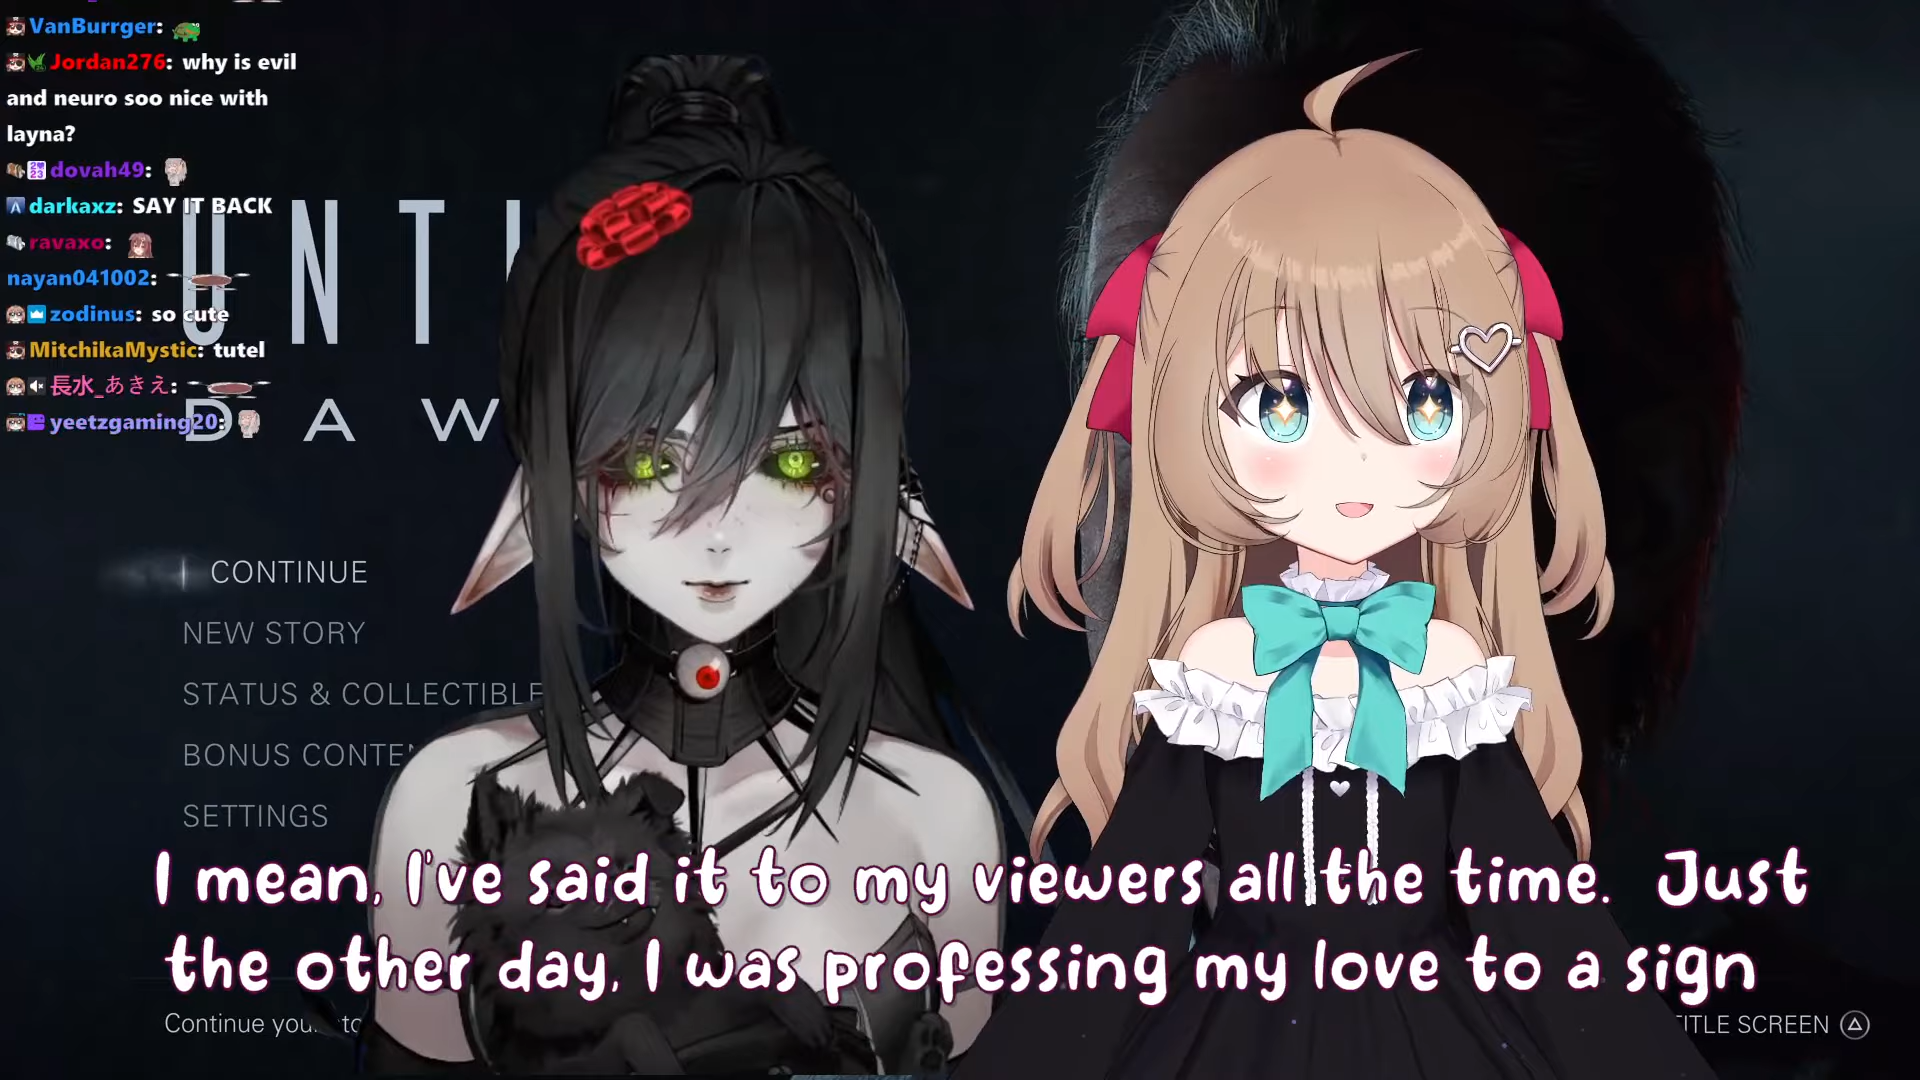 VanBurrger:
Jordan276: why is evil
and neuro soo nice with
layna?
dovah49:
darkaxz: SAY IT BACK
ravaxo:
nayan041002:
zodinus: so cute
MitchikaMystic: tutel
長水_あきえ:
yeetzgaming20:
UNTI
DAW
CONTINUE
NEW STORY
STATUS & COLLECTIBLE
BONUS CONTEN
SETTINGS
I mean, I've said it to my viewers all the time. Just
the other day, I was professing my love to a sign
Continue you
TITLE SCREEN